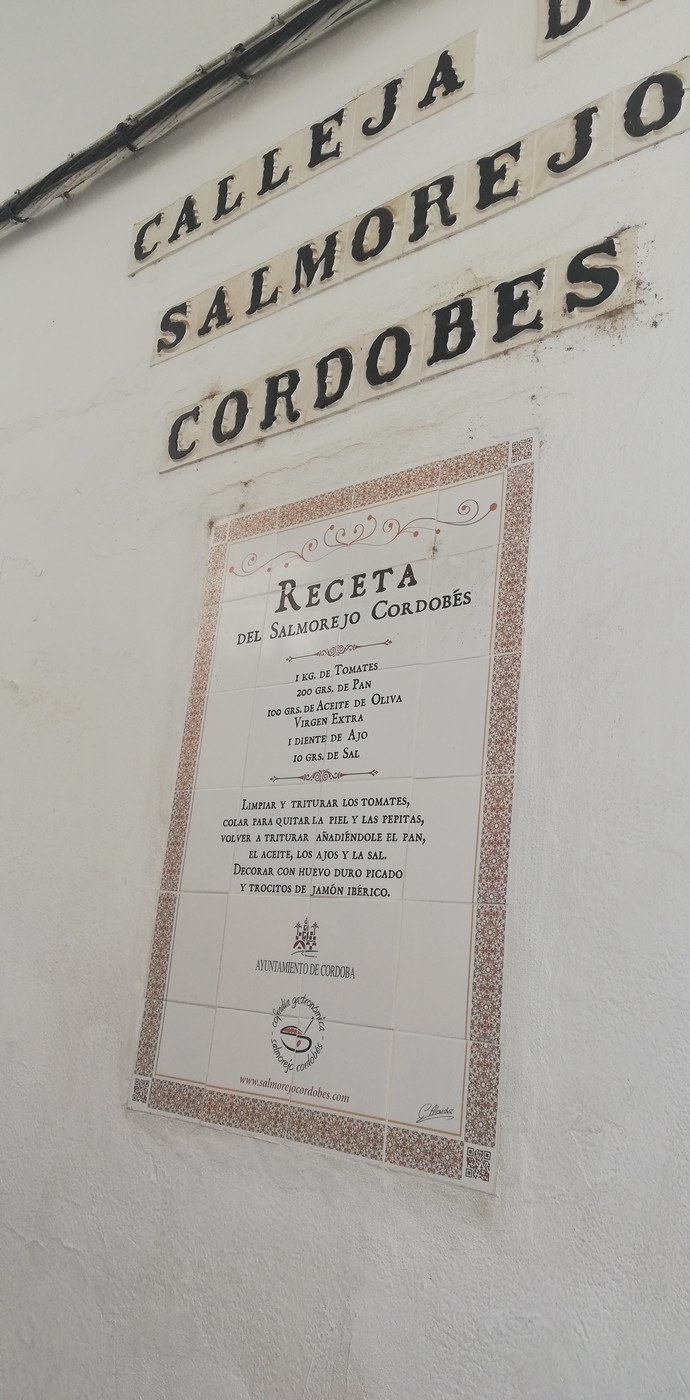 CALLEJA
SALMOREJO
CORDOBES
RECETA
DEL SALMOREJO CORDOBÉS
1 KG. DE TOMATES
200 GRS. DE PAN
100 GRS. DE ACEITE DE OLIVA
VIRGEN EXTRA
1 DIENTE DE AJO
10 GRS. DE SAL
LIMPIAR Y TRITURAR LOS TOMATES,
COLAR PARA QUITAR LA PIEL Y LAS PEPITAS,
VOLVER A TRITURAR AÑADIÉNDOLE EL PAN,
EL ACEITE, LOS AJOS Y LA SAL.
DECORAR CON HUEVO DURO PICADO
Y TROCITOS DE JAMÓN IBÉRICO.
AYUNTAMIENTO DE CORDOBA
cofradía gastronómica
salmorejo cordobés
www.salmorejocordobes.com